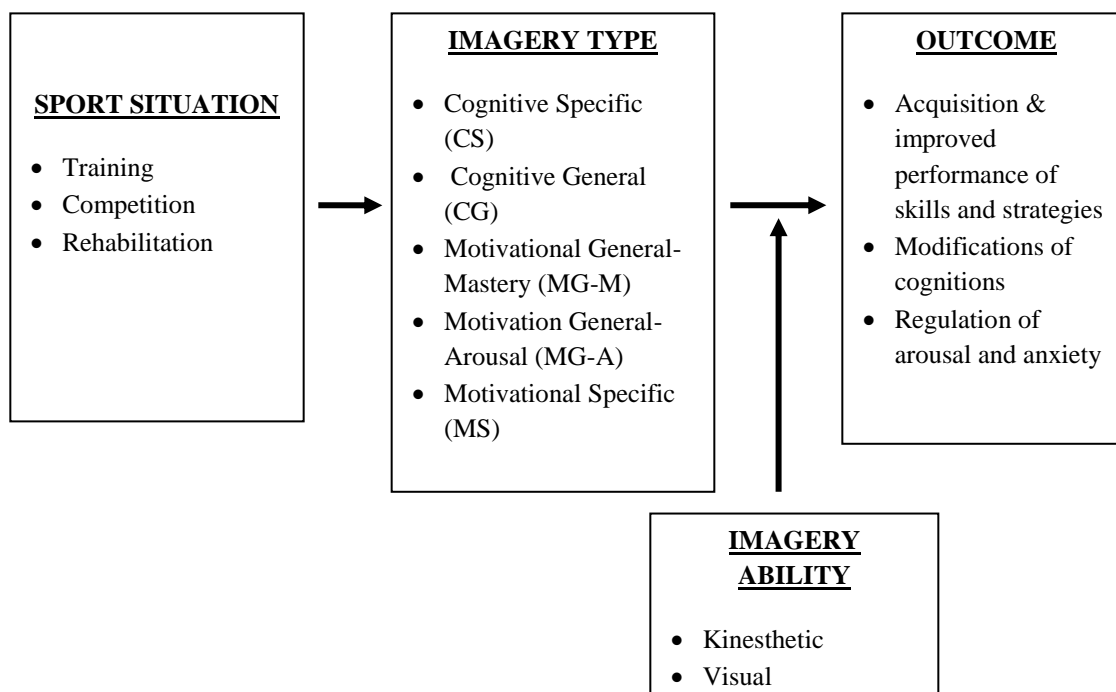 SPORT SITUATION
• Training
• Competition
• Rehabilitation
IMAGERY TYPE
• Cognitive Specific
(CS)
• Cognitive General
(CG)
• Motivational General-
Mastery (MG-M)
• Motivation General-
Arousal (MG-A)
• Motivational Specific
(MS)
OUTCOME
• Acquisition &
improved
performance of
skills and strategies
• Modifications of
cognitions
• Regulation of
arousal and anxiety
IMAGERY
ABILITY
• Kinesthetic
• Visual